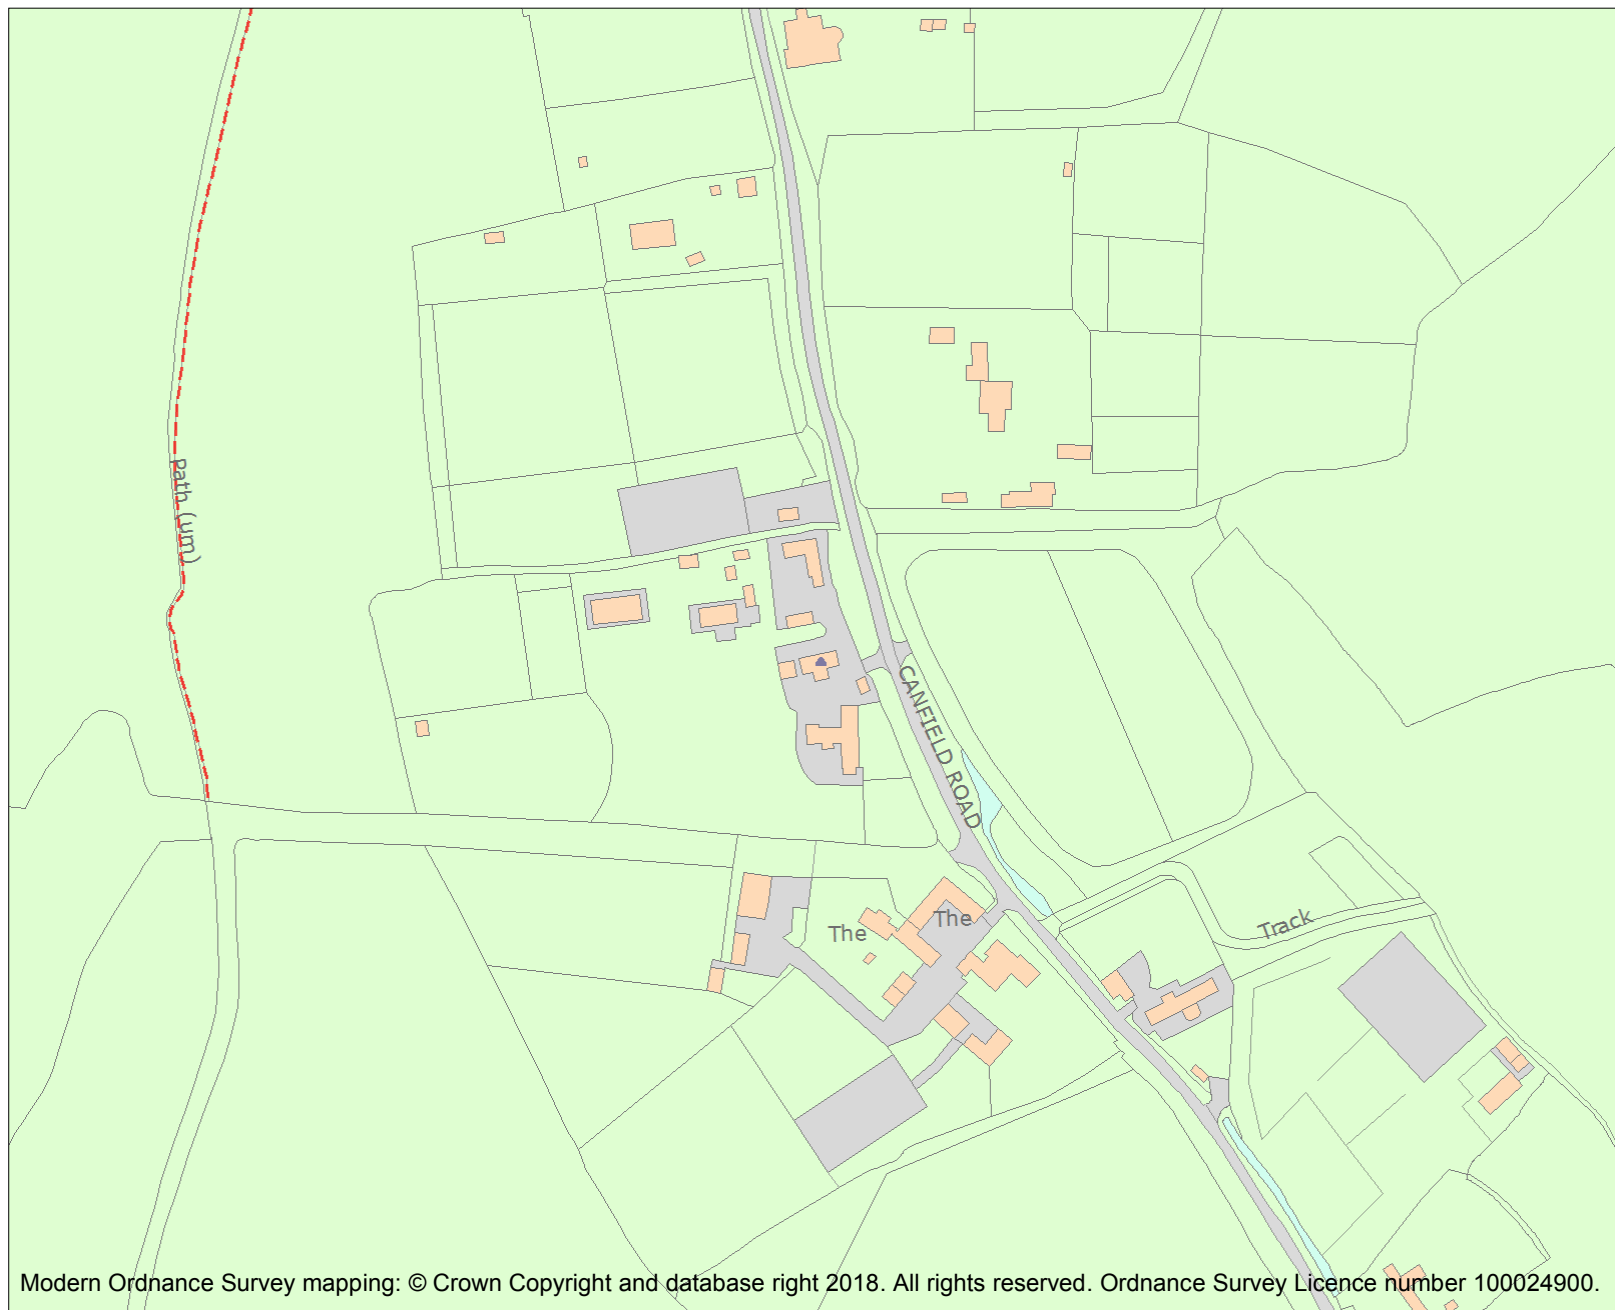 Path (um)
CANFIELD ROAD
The
The
Track
Modern Ordnance Survey mapping: © Crown Copyright and database right 2018. All rights reserved. Ordnance Survey Licence number 100024900.